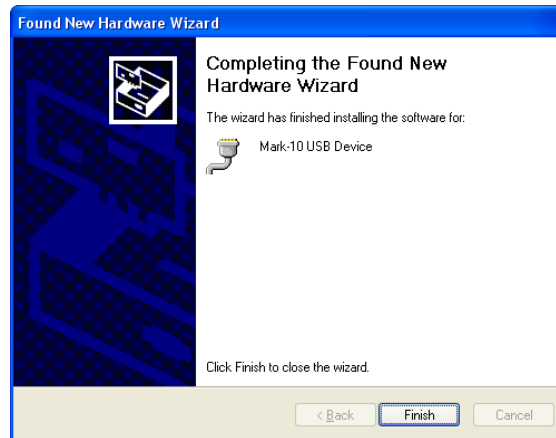 Found New Hardware Wizard
Completing the Found New
Hardware Wizard
The wizard has finished installing the software for:
Mark-10 USB Device
Click Finish to close the wizard.
< Back
Finish
Cancel